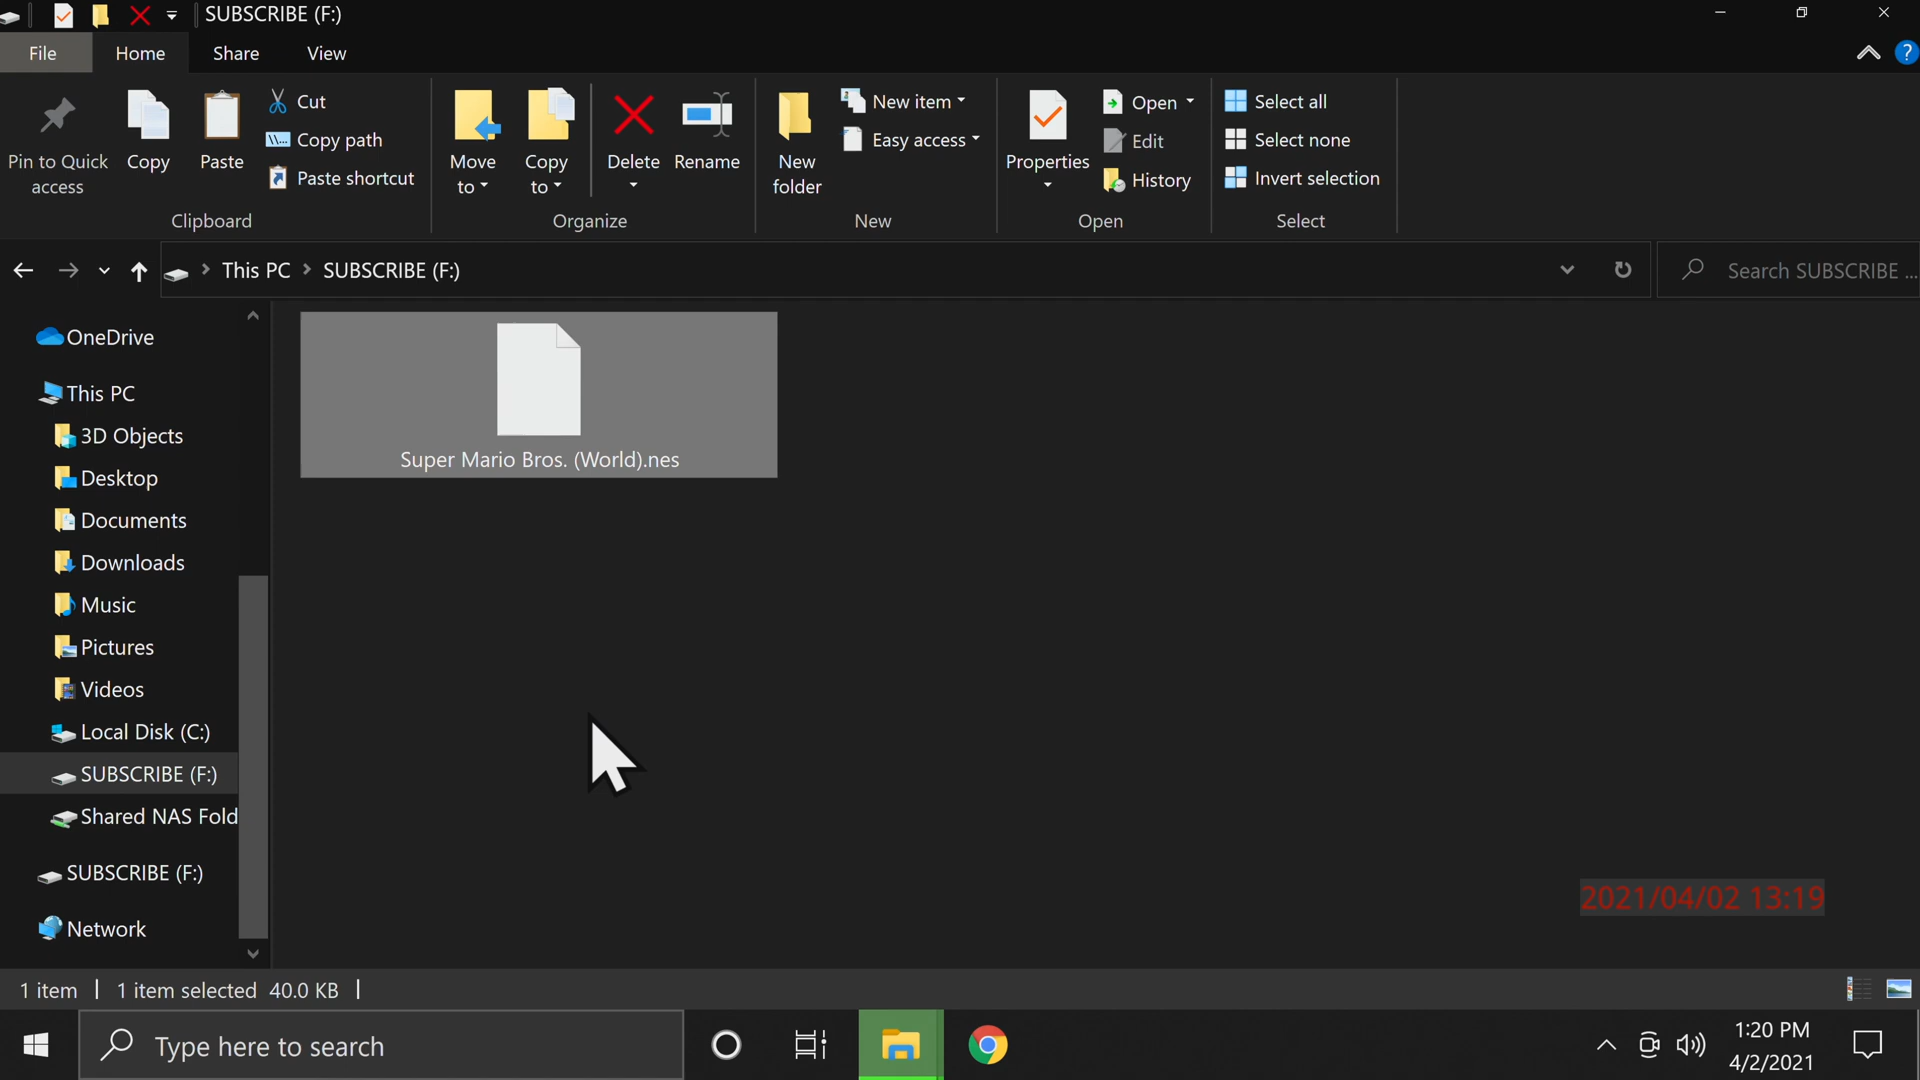 SUBSCRIBE (F:)
File
Home
Share
View
?
Pin to Quick
access
Copy
Paste
Cut
Copy path
Paste shortcut
Clipboard
Move
to
Copy
to
Delete
Rename
Organize
New
folder
New item
Easy access
New
Properties
Open
Edit
History
Open
Select all
Select none
Invert selection
Select
This PC
SUBSCRIBE (F:)
Search SUBSCRIBE ...
OneDrive
This PC
3D Objects
Desktop
Documents
Downloads
Music
Pictures
Videos
Local Disk (C:)
SUBSCRIBE (F:)
Shared NAS Fold
SUBSCRIBE (F:)
Network
Super Mario Bros. (World).nes
2021/04/02 13:19
1 item
1 item selected 40.0 KB
Type here to search
1:20 PM
4/2/2021